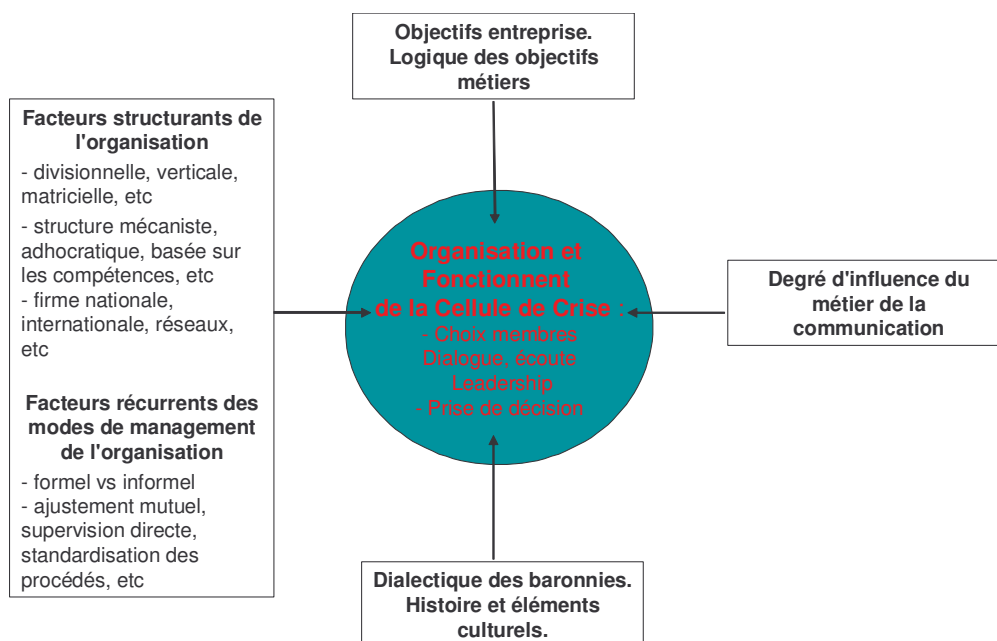 Objectifs entreprise.
Logique des objectifs
métiers
Facteurs structurants de
l'organisation
- divisionnelle, verticale,
matricielle, etc
- structure mécaniste,
adhocratique, basée sur
les compétences, etc
- firme nationale,
internationale, réseaux,
etc
Facteurs récurrents des
modes de management
de l'organisation
- formel vs informel
- ajustement mutuel,
supervision directe,
standardisation des
procédés, etc
Organisation et
Fonctionnent
de la Cellule de Crise :
- Choix membres
Dialogue, écoute
Leadership
- Prise de décision
Degré d'influence du
métier de la
communication
Dialectique des baronnies.
Histoire et éléments
culturels.